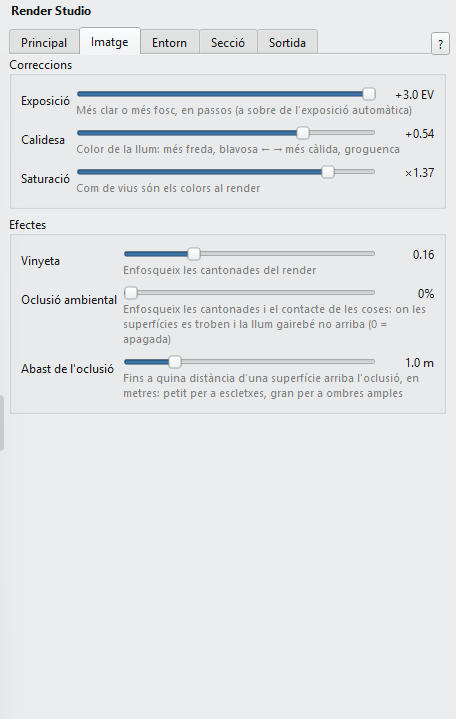 Render Studio
Principal
Imatge
Entorn
Secció
Sortida
?
Correccions
Exposició
+3.0 EV
Més clar o més fosc, en passos (a sobre de l'exposició automàtica)
Calidesa
+0.54
Color de la llum: més freda, blavosa ← → més càlida, groguenca
Saturació
×1.37
Com de vius són els colors al render
Efectes
Vinyeta
0.16
Enfosqueix les cantonades del render
Oclusió ambiental
0%
Enfosqueix les cantonades i el contacte de les coses: on les
superfícies es troben i la llum gairebé no arriba (0 =
apagada)
Abast de l'oclusió
1.0 m
Fins a quina distància d'una superfície arriba l'oclusió, en
metres: petit per a escletxes, gran per a ombres amples